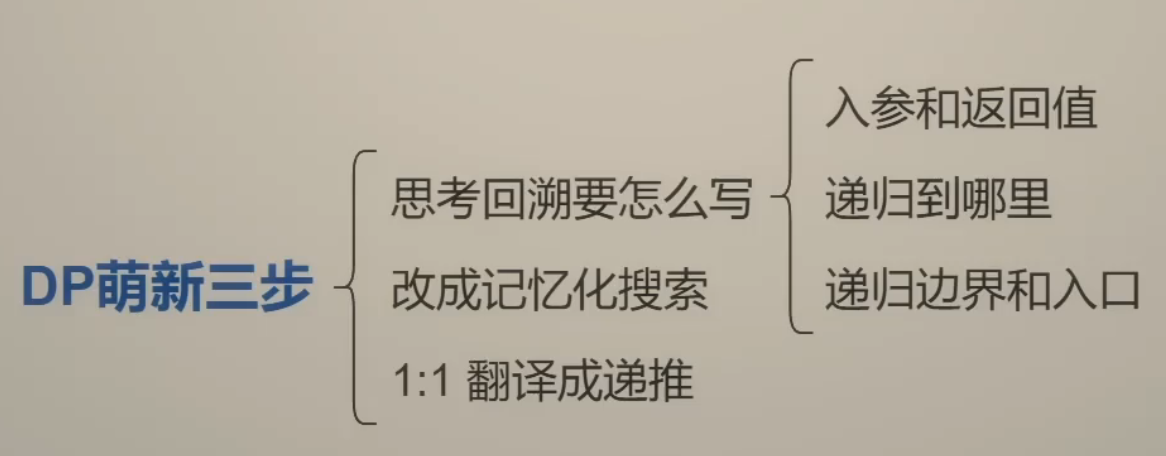 DP萌新三步
思考回溯要怎么写
改成记忆化搜索
1:1 翻译成递推
入参和返回值
递归到哪里
递归边界和入口